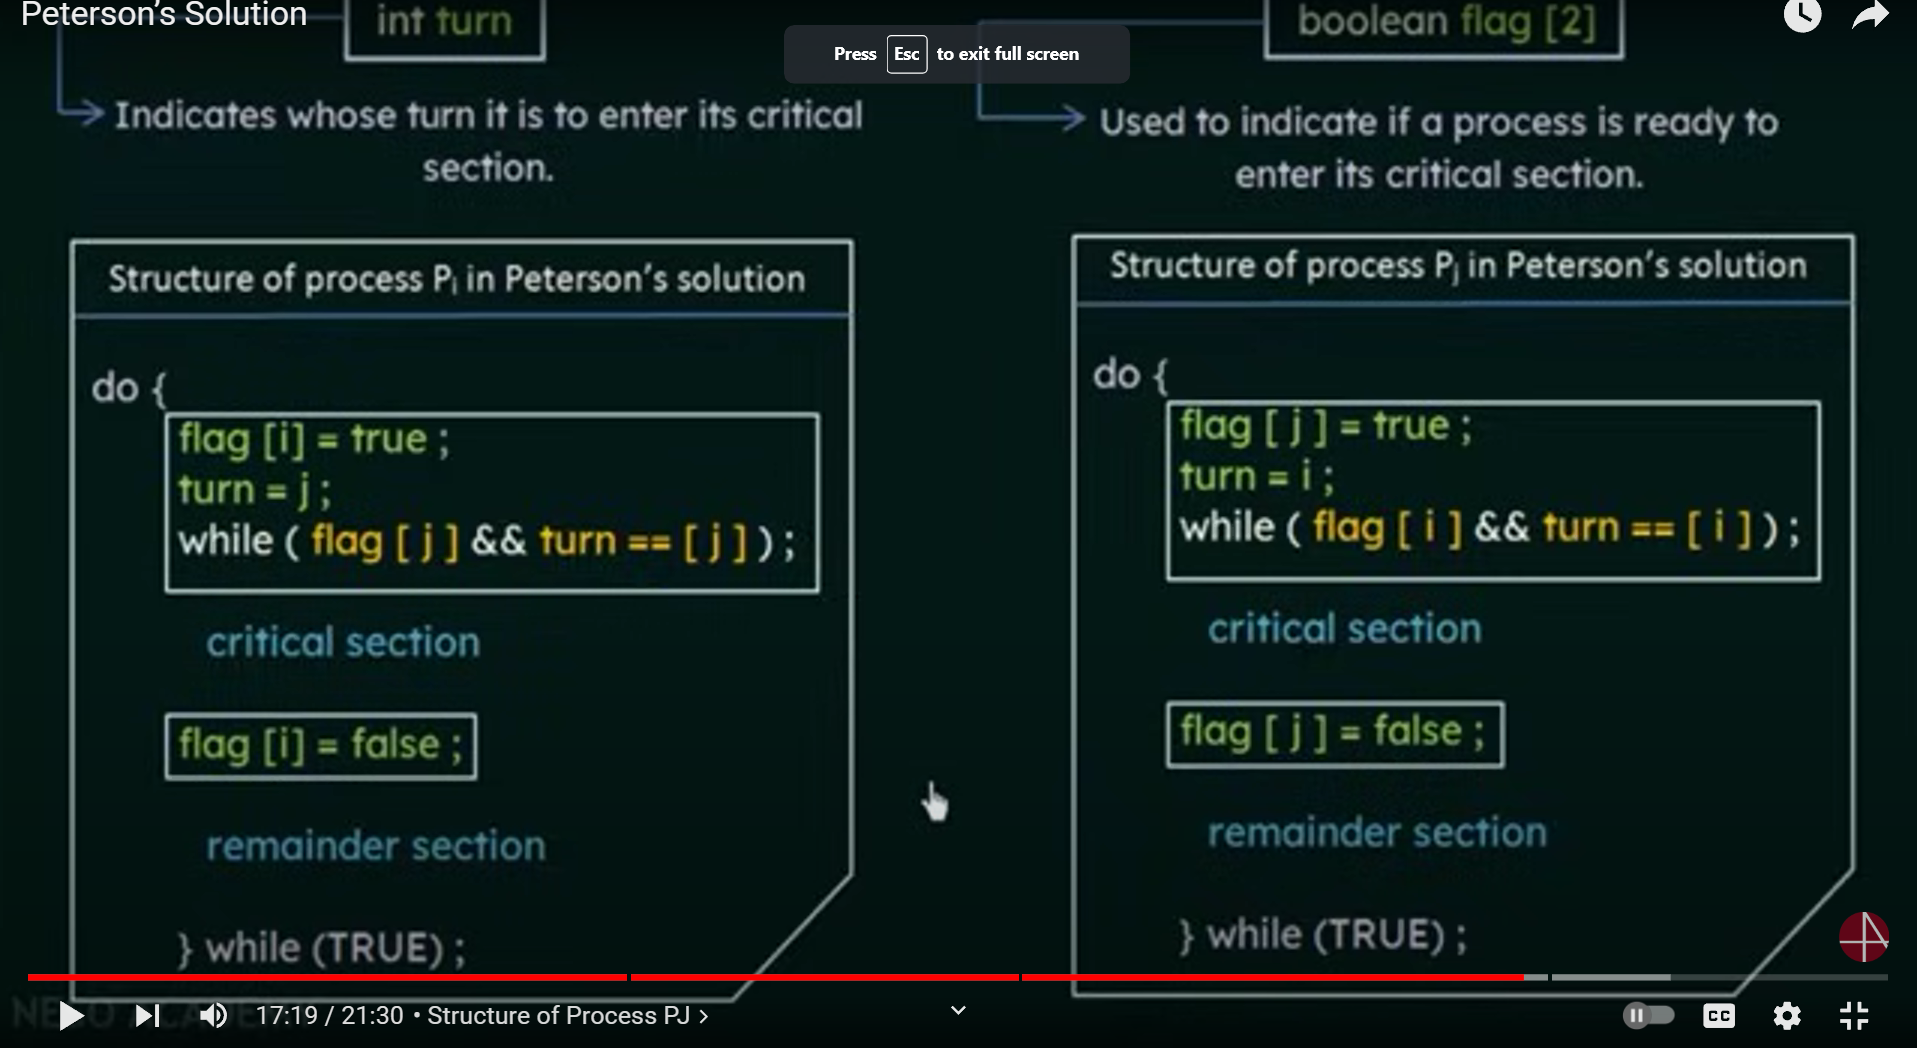 Peterson's Solution
int turn
boolean flag [2]
Press Esc to exit full screen
Indicates whose turn it is to enter its critical
section.
Used to indicate if a process is ready to
enter its critical section.
Structure of process Pi in Peterson's solution
do {
flag [i] = true ;
turn = j ;
while ( flag [ j ] && turn == [ j ] ) ;
critical section
flag [i] = false ;
remainder section
} while (TRUE) ;
Structure of process Pj in Peterson's solution
do {
flag [ j ] = true ;
turn = i ;
while ( flag [ i ] && turn == [ i ] ) ;
critical section
flag [ j ] = false ;
remainder section
} while (TRUE) ;
17:19 / 21:30 • Structure of Process PJ >
CC